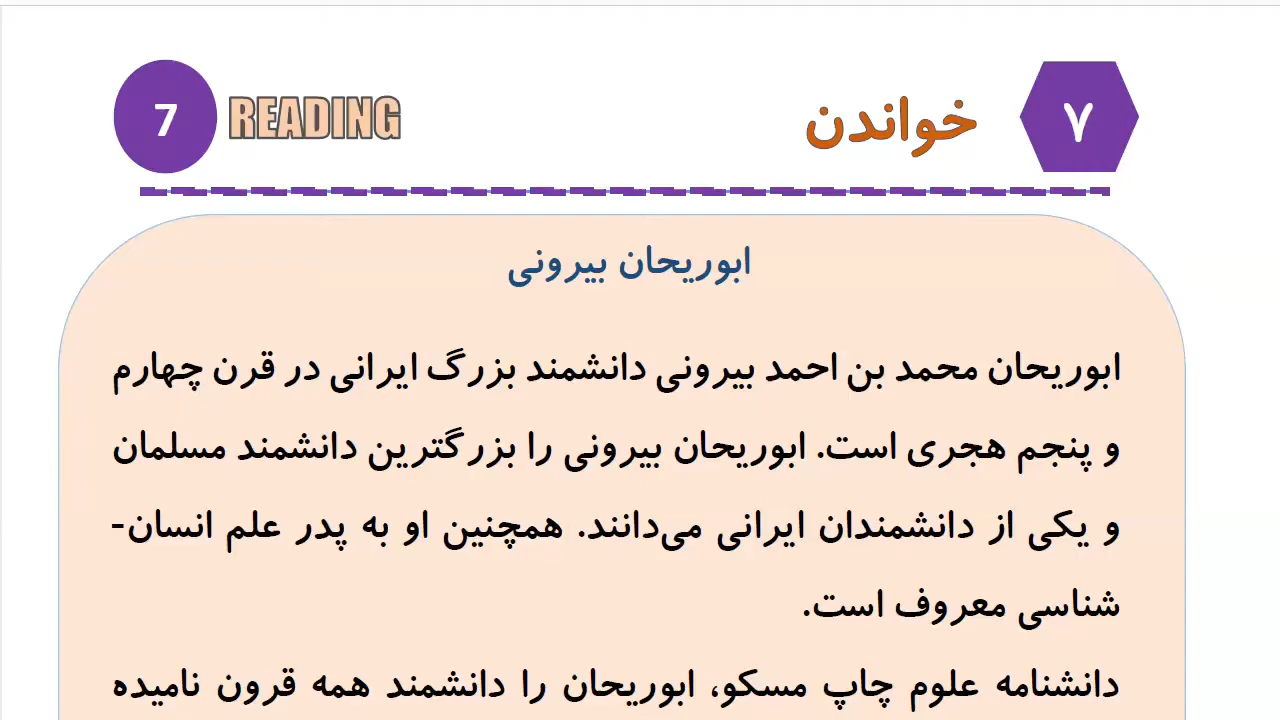 7 READING
۷ خواندن
ابوریحان بیرونی
ابوریحان محمد بن احمد بیرونی دانشمند بزرگ ایرانی در قرن چهارم
و پنجم هجری است. ابوریحان بیرونی را بزرگترین دانشمند مسلمان
و یکی از دانشمندان ایرانی می‌دانند. همچنین او به پدر علم انسان-
شناسی معروف است.
دانشنامه علوم چاپ مسکو، ابوریحان را دانشمند همه قرون نامیده